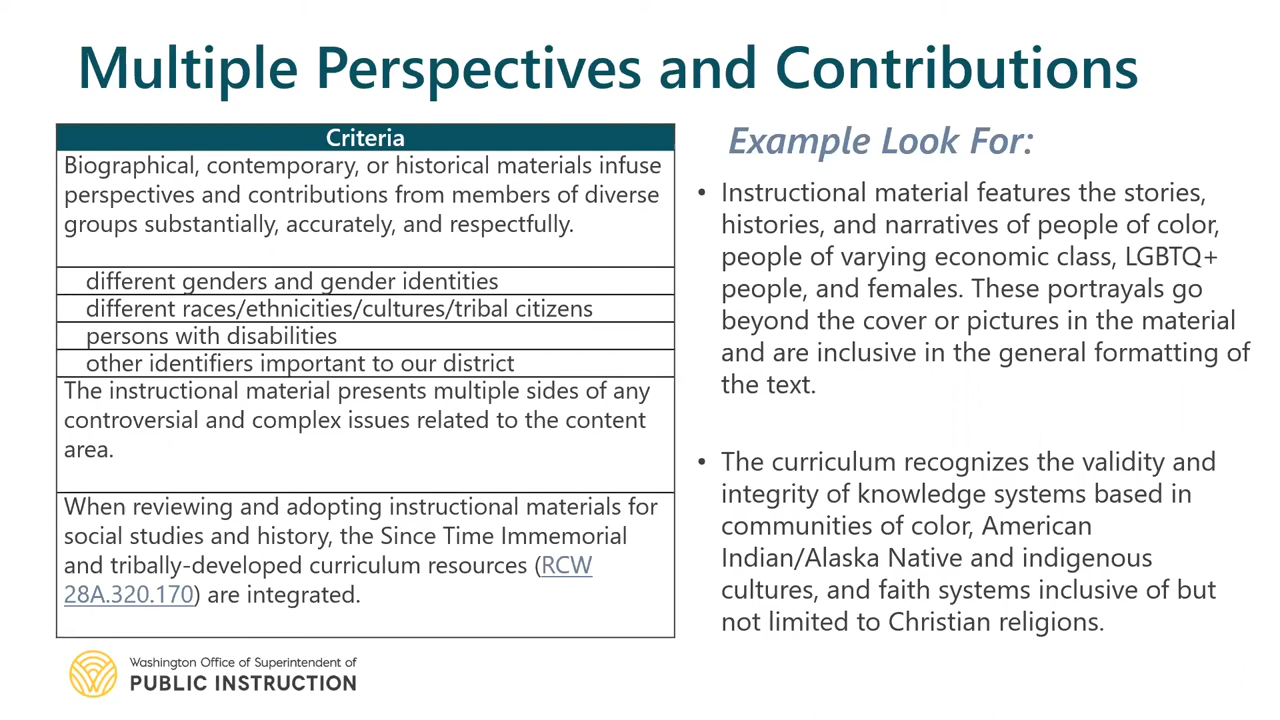 Multiple Perspectives and Contributions
Criteria
Biographical, contemporary, or historical materials infuse
perspectives and contributions from members of diverse
groups substantially, accurately, and respectfully.
different genders and gender identities
different races/ethnicities/cultures/tribal citizens
persons with disabilities
other identifiers important to our district
The instructional material presents multiple sides of any
controversial and complex issues related to the content
area.
When reviewing and adopting instructional materials for
social studies and history, the Since Time Immemorial
and tribally-developed curriculum resources (RCW
28A.320.170) are integrated.
Example Look For:
• Instructional material features the stories,
histories, and narratives of people of color,
people of varying economic class, LGBTQ+
people, and females. These portrayals go
beyond the cover or pictures in the material
and are inclusive in the general formatting of
the text.
• The curriculum recognizes the validity and
integrity of knowledge systems based in
communities of color, American
Indian/Alaska Native and indigenous
cultures, and faith systems inclusive of but
not limited to Christian religions.
Washington Office of Superintendent of
PUBLIC INSTRUCTION